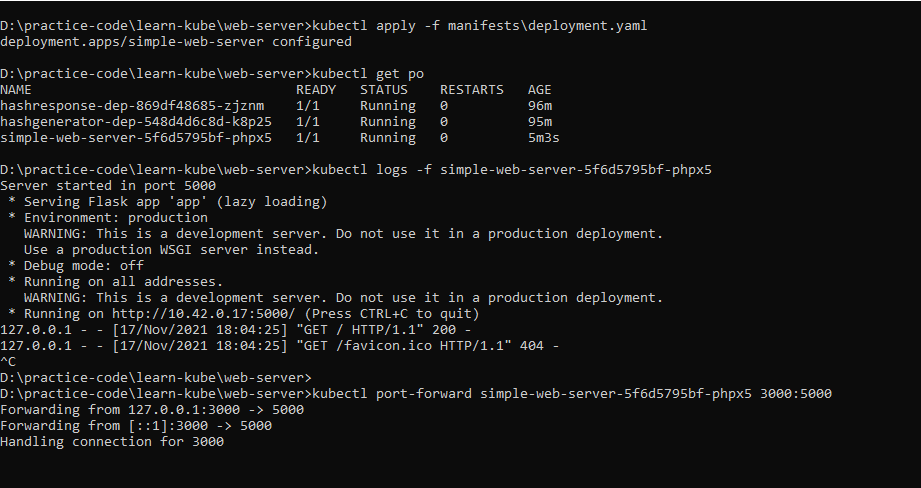 D:\practice-code\learn-kube\web-server>kubectl apply -f manifests\deployment.yaml
deployment.apps/simple-web-server configured
D:\practice-code\learn-kube\web-server>kubectl get po
NAME                                 READY   STATUS    RESTARTS   AGE
hashresponse-dep-869df48685-zjznm    1/1     Running   0          96m
hashgenerator-dep-548d4d6c8d-k8p25   1/1     Running   0          95m
simple-web-server-5f6d5795bf-phpx5   1/1     Running   0          5m3s
D:\practice-code\learn-kube\web-server>kubectl logs -f simple-web-server-5f6d5795bf-phpx5
Server started in port 5000
 * Serving Flask app 'app' (lazy loading)
 * Environment: production
   WARNING: This is a development server. Do not use it in a production deployment.
   Use a production WSGI server instead.
 * Debug mode: off
 * Running on all addresses.
   WARNING: This is a development server. Do not use it in a production deployment.
 * Running on http://10.42.0.17:5000/ (Press CTRL+C to quit)
127.0.0.1 - - [17/Nov/2021 18:04:25] "GET / HTTP/1.1" 200 -
127.0.0.1 - - [17/Nov/2021 18:04:25] "GET /favicon.ico HTTP/1.1" 404 -
^C
D:\practice-code\learn-kube\web-server>
D:\practice-code\learn-kube\web-server>kubectl port-forward simple-web-server-5f6d5795bf-phpx5 3000:5000
Forwarding from 127.0.0.1:3000 -> 5000
Forwarding from [::1]:3000 -> 5000
Handling connection for 3000